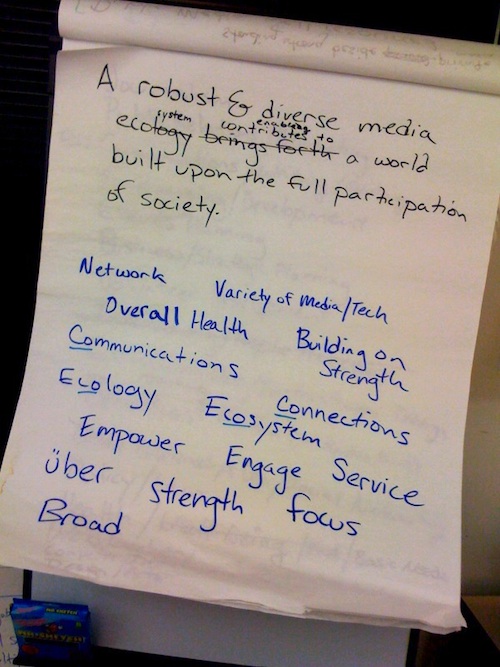 A robust & diverse media
system enabling
ecology contributes to
brings forth a world
built upon the full participation
of society.
Network
Variety of Media/Tech
Overall Health
Building on
Strength
Communications
Ecology
Connections
Ecosystem
Empower
Engage
Service
über
strength
focus
Broad